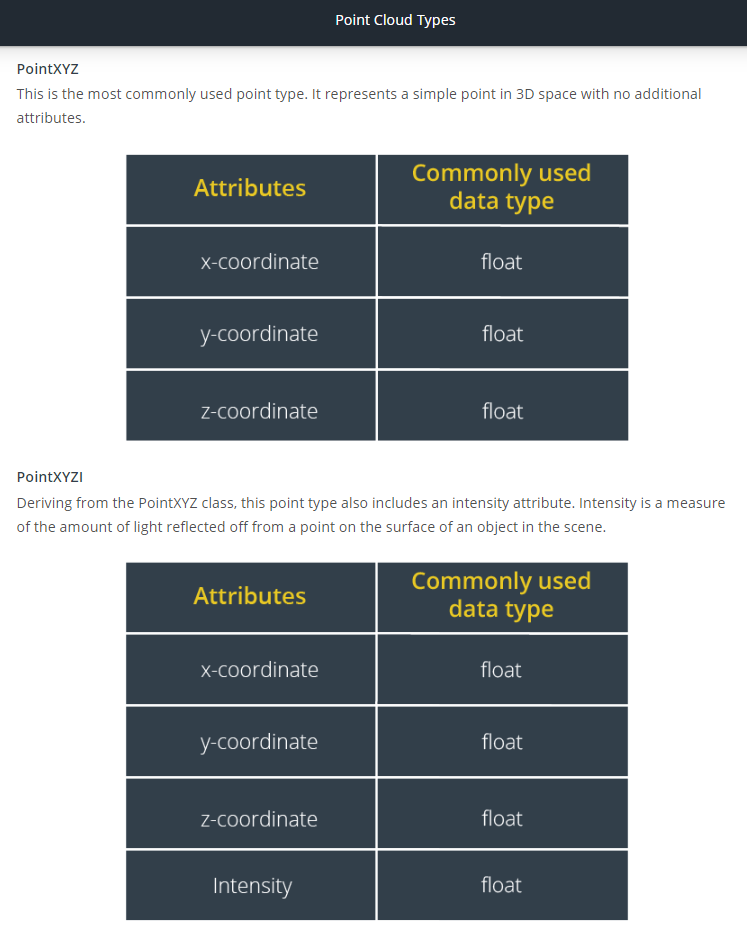 Point Cloud Types
PointXYZ
This is the most commonly used point type. It represents a simple point in 3D space with no additional
attributes.
Attributes
Commonly used
data type
x-coordinate
float
y-coordinate
float
z-coordinate
float
PointXYZI
Deriving from the PointXYZ class, this point type also includes an intensity attribute. Intensity is a measure
of the amount of light reflected off from a point on the surface of an object in the scene.
Attributes
Commonly used
data type
x-coordinate
float
y-coordinate
float
z-coordinate
float
Intensity
float